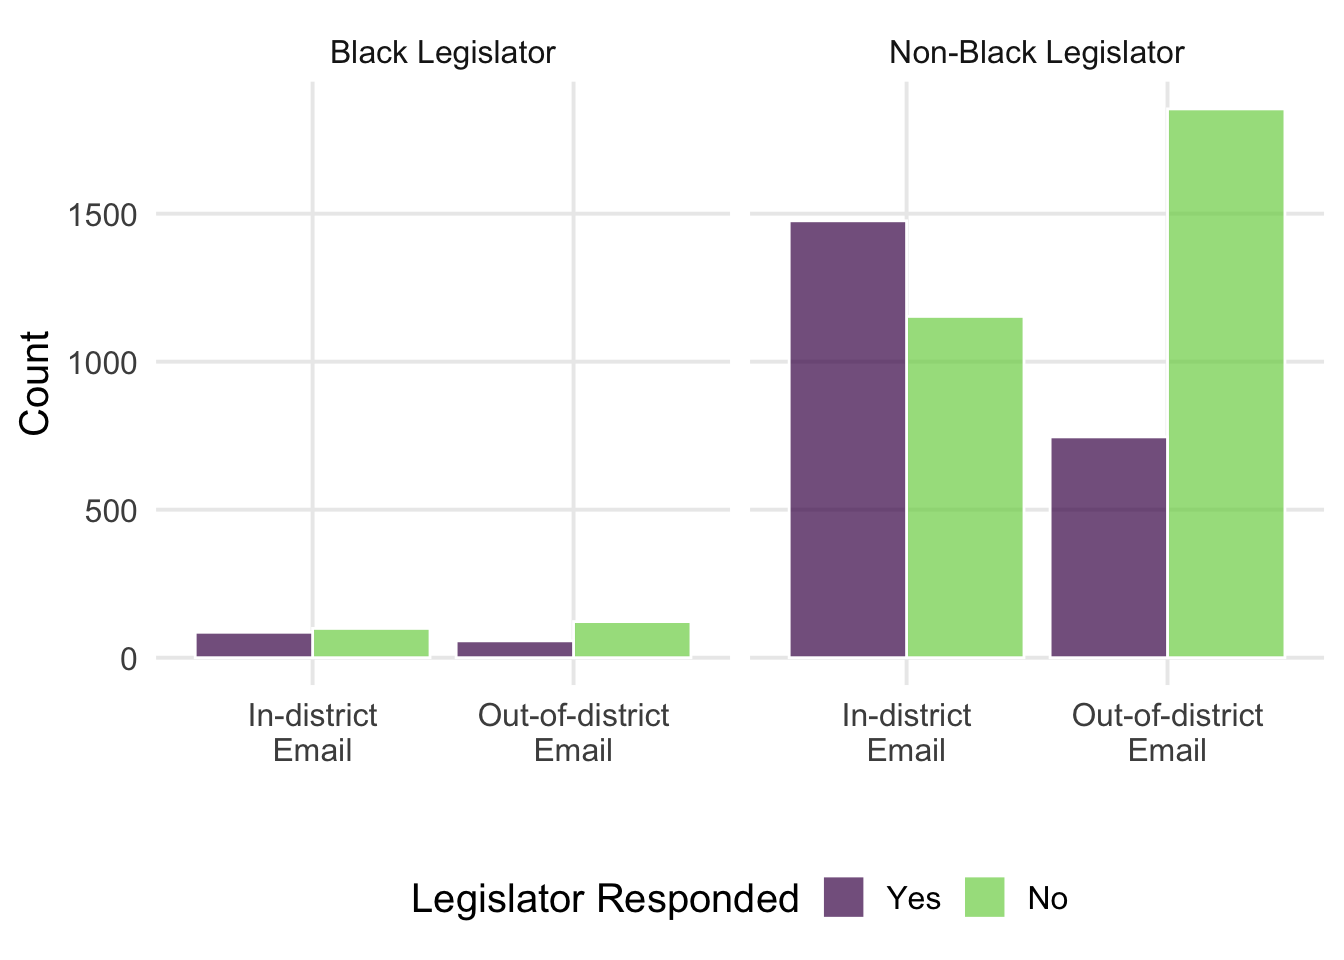 Black Legislator
Non-Black Legislator
Count
1500
1000
500
0
In-district
Email
Out-of-district
Email
In-district
Email
Out-of-district
Email
Legislator Responded
Yes
No